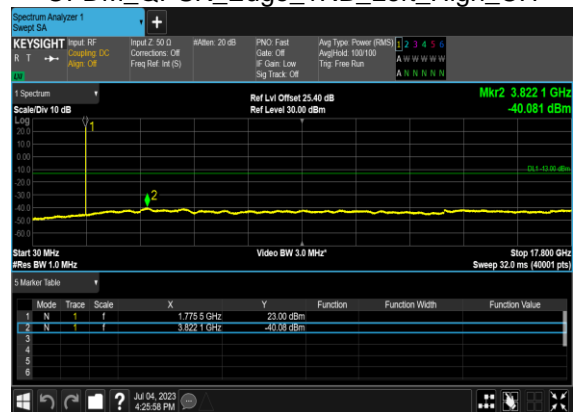 Spectrum Analyzer 1
Swept SA
+
KEYSIGHT Input: RF Input Z: 50 Ω #Atten: 20 dB PNO: Fast Avg Type: Power (RMS) 1 2 3 4 5 6
R T Coupling: DC Corrections: Off Gate: Off Avg|Hold: 100/100 A W W W W W
Align: Off Freq Ref: Int (S) IF Gain: Low Trig: Free Run
LW Sig Track: Off A N N N N N
1 Spectrum Ref Lvl Offset 25.40 dB Mkr2 3.822 1 GHz
Scale/Div 10 dB Ref Level 30.00 dBm -40.081 dBm
Log
20.0 1
10.0
0.00
-10.0 DL1 -13.00 dBm
-20.0
-30.0 2
-40.0
-50.0
-60.0
Start 30 MHz Video BW 3.0 MHz* Stop 17.800 GHz
#Res BW 1.0 MHz Sweep 32.0 ms (40001 pts)
5 Marker Table
Mode Trace Scale X Y Function Function Width Function Value
1 N 1 f 1.775 5 GHz 23.00 dBm
2 N 1 f 3.822 1 GHz -40.08 dBm
3
4
5
6
? Jul 04, 2023
4:25:58 PM